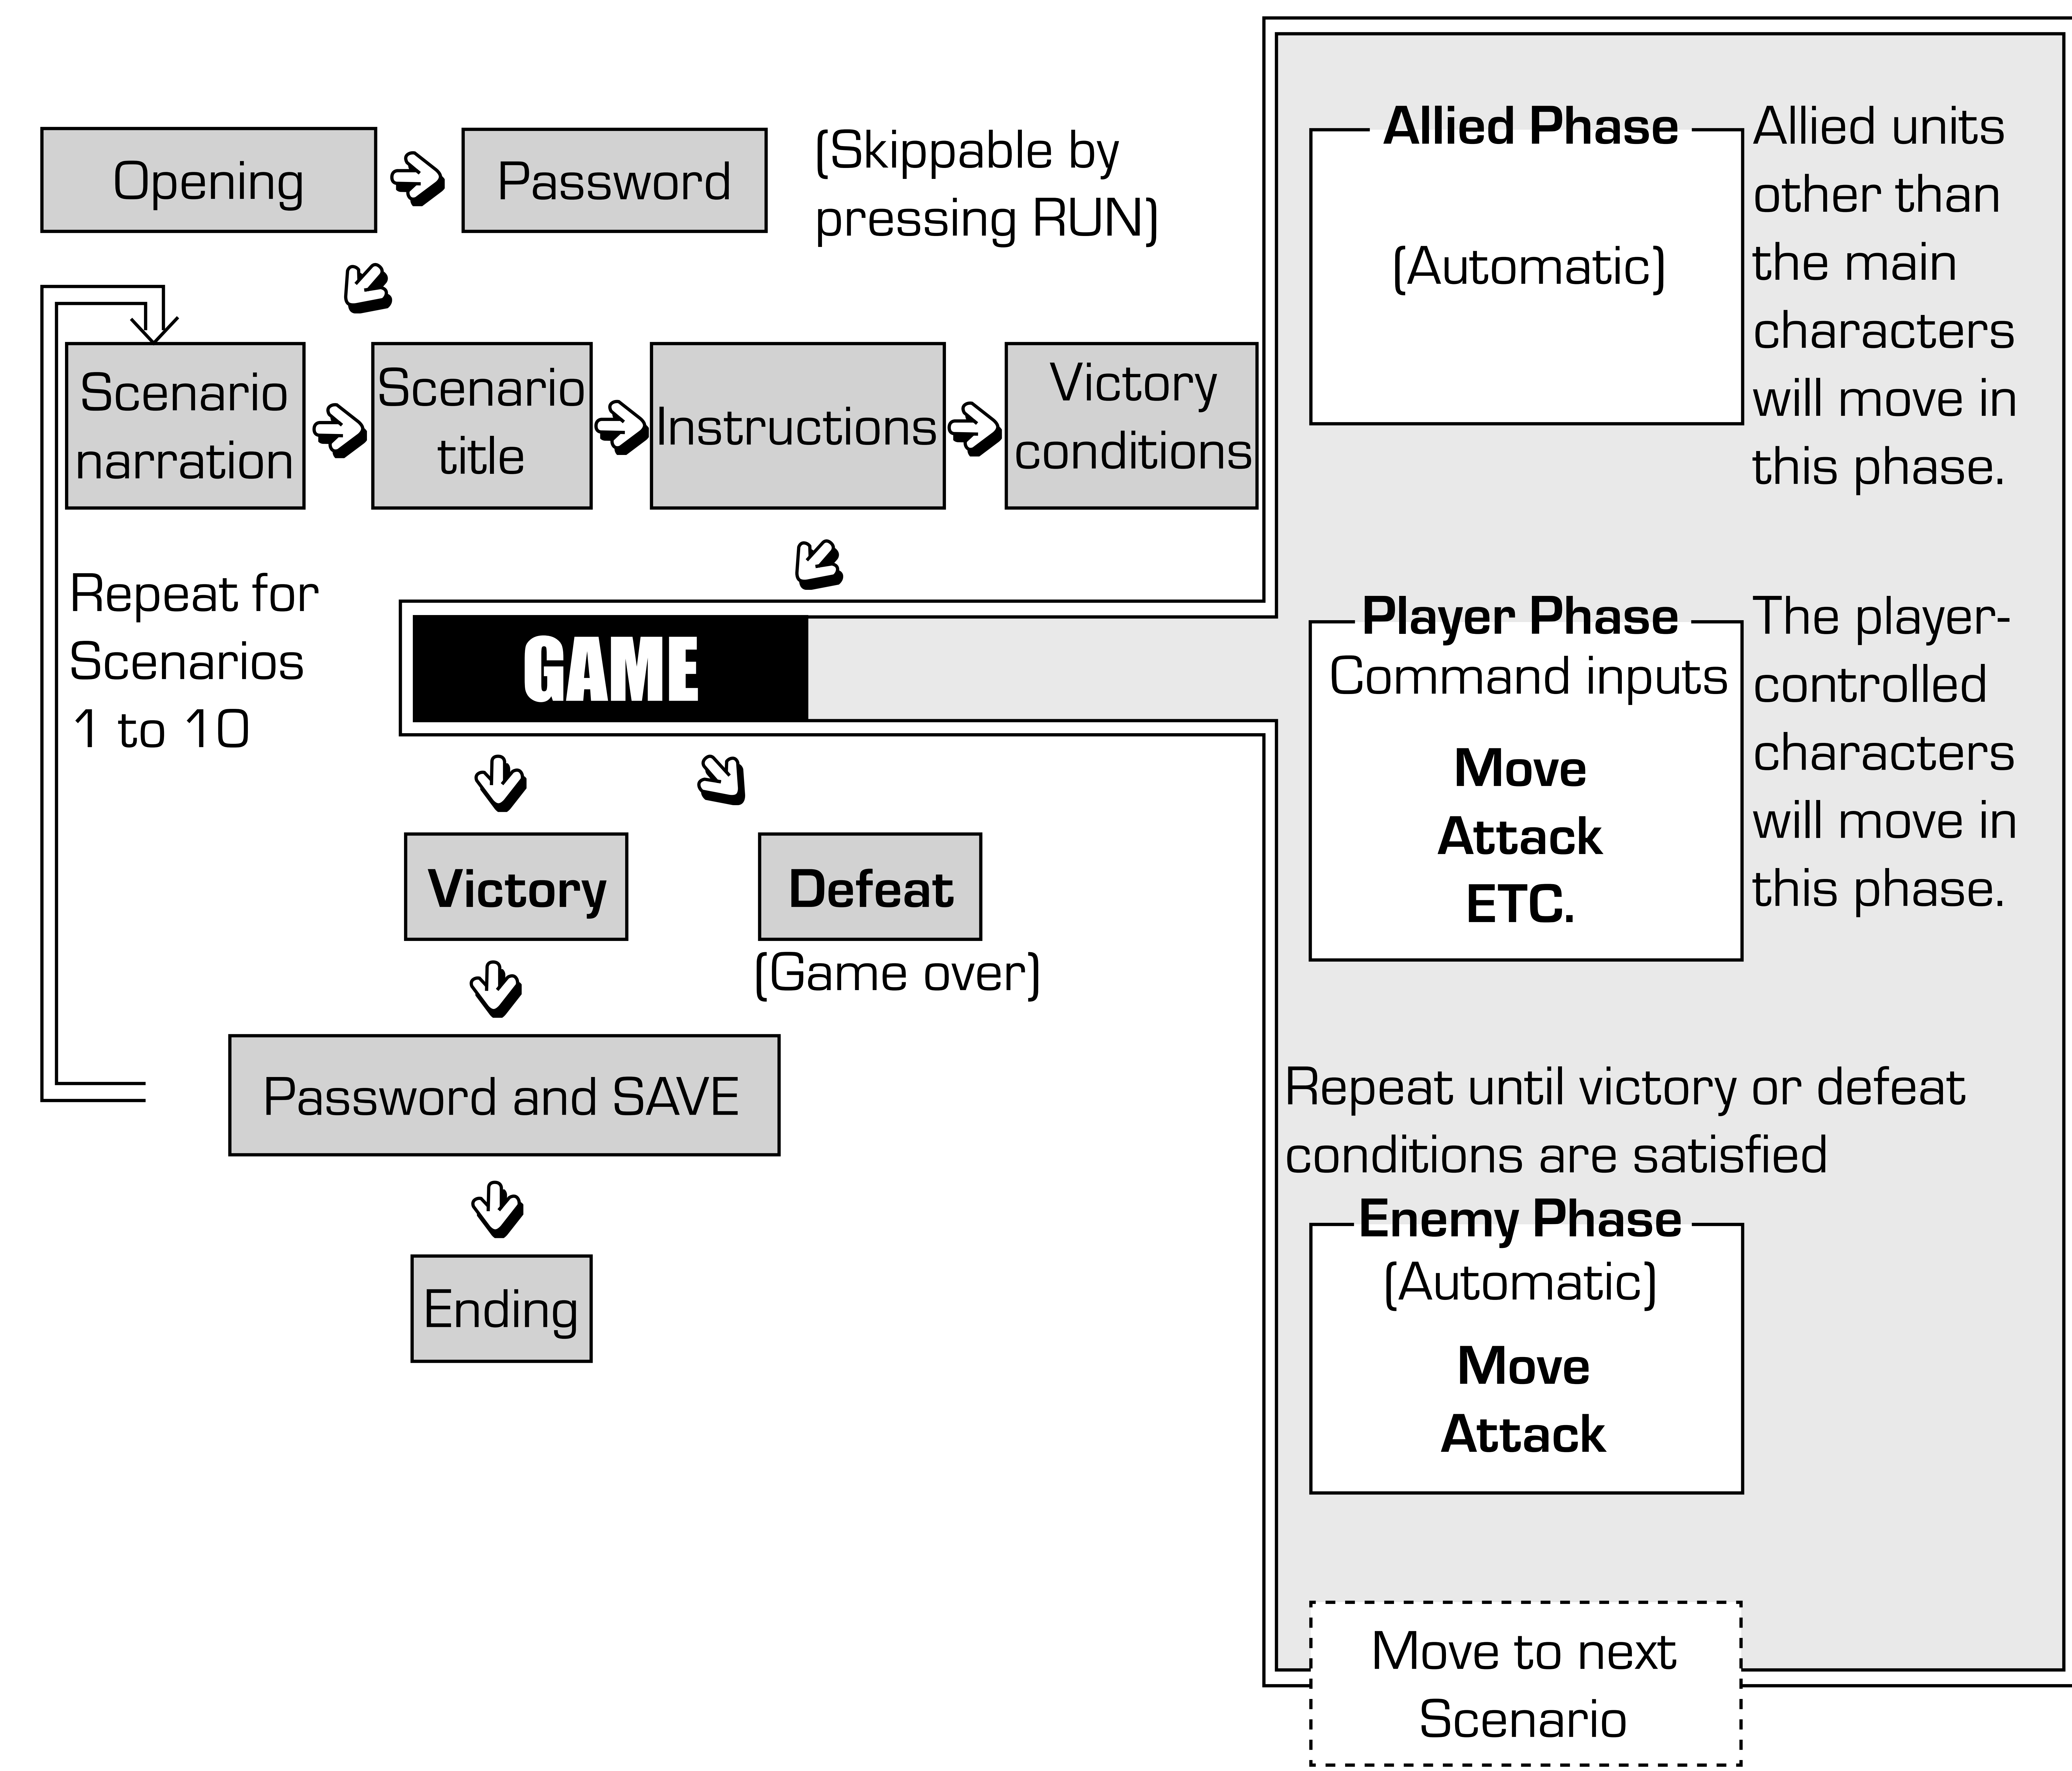 Opening
Password
(Skippable by
pressing RUN)
Scenario
narration
Scenario
title
Instructions
Victory
conditions
Repeat for
Scenarios
1 to 10
GAME
Victory
Defeat
(Game over)
Password and SAVE
Ending
Allied Phase
(Automatic)
Allied units
other than
the main
characters
will move in
this phase.
Player Phase
Command inputs
Move
Attack
ETC.
The player-
controlled
characters
will move in
this phase.
Repeat until victory or defeat
conditions are satisfied
Enemy Phase
(Automatic)
Move
Attack
Move to next
Scenario